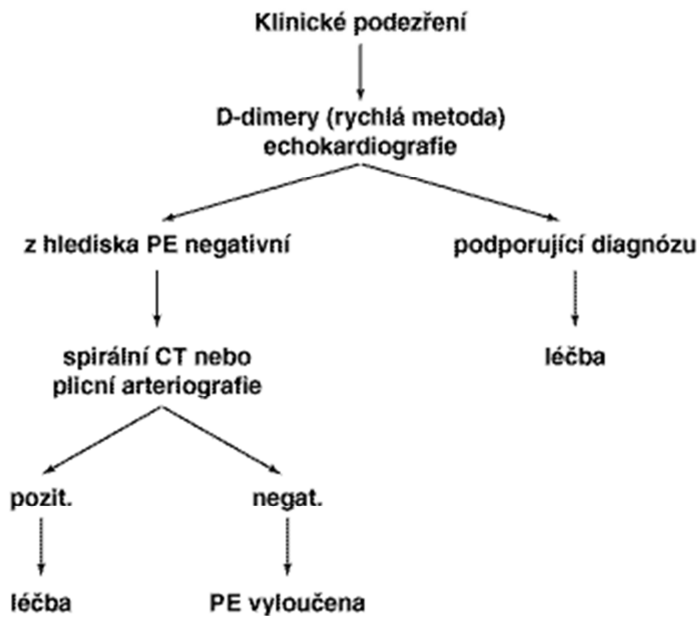 Klinické podezření
D-dimery (rychlá metoda)
echokardiografie
z hlediska PE negativní
podporující diagnózu
spirální CT nebo
plicní arteriografie
léčba
pozit.
negat.
léčba
PE vyloučena